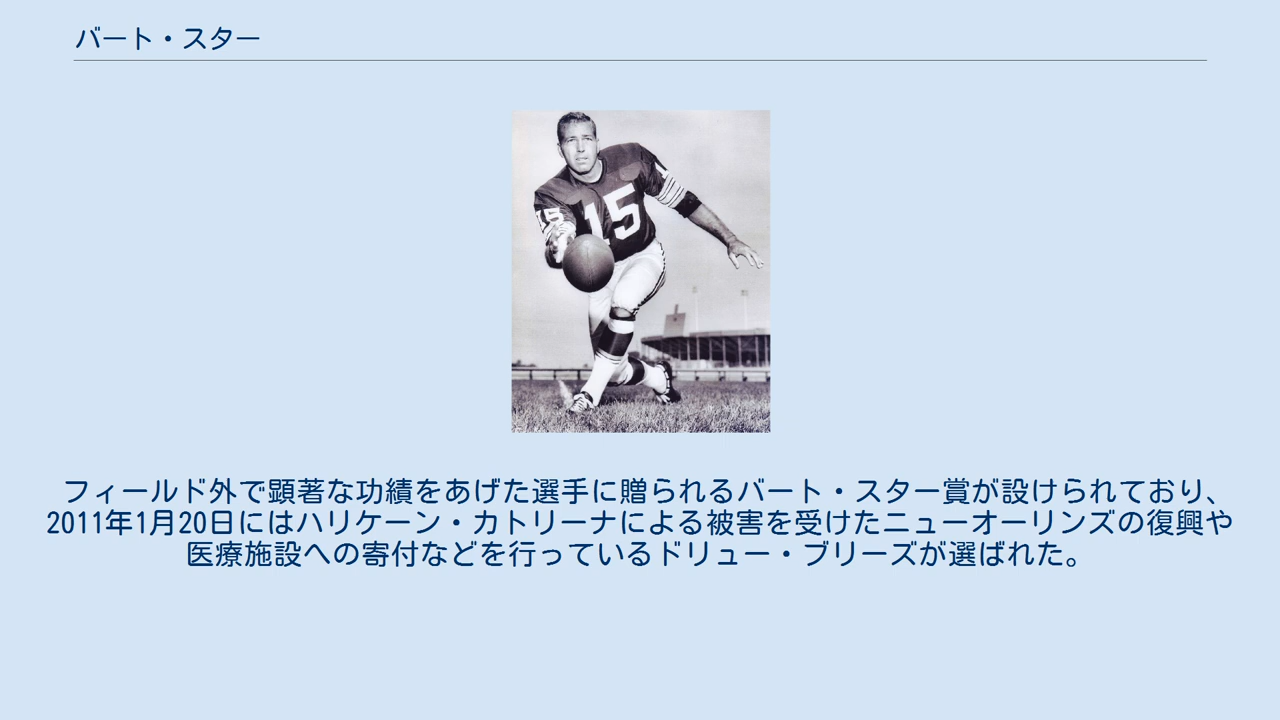 バート・スター
15
15
フィールド外で顕著な功績をあげた選手に贈られるバート・スター賞が設けられており、
2011年1月20日にはハリケーン・カトリーナによる被害を受けたニューオーリンズの復興や
医療施設への寄付などを行っているドリュー・ブリーズが選ばれた。